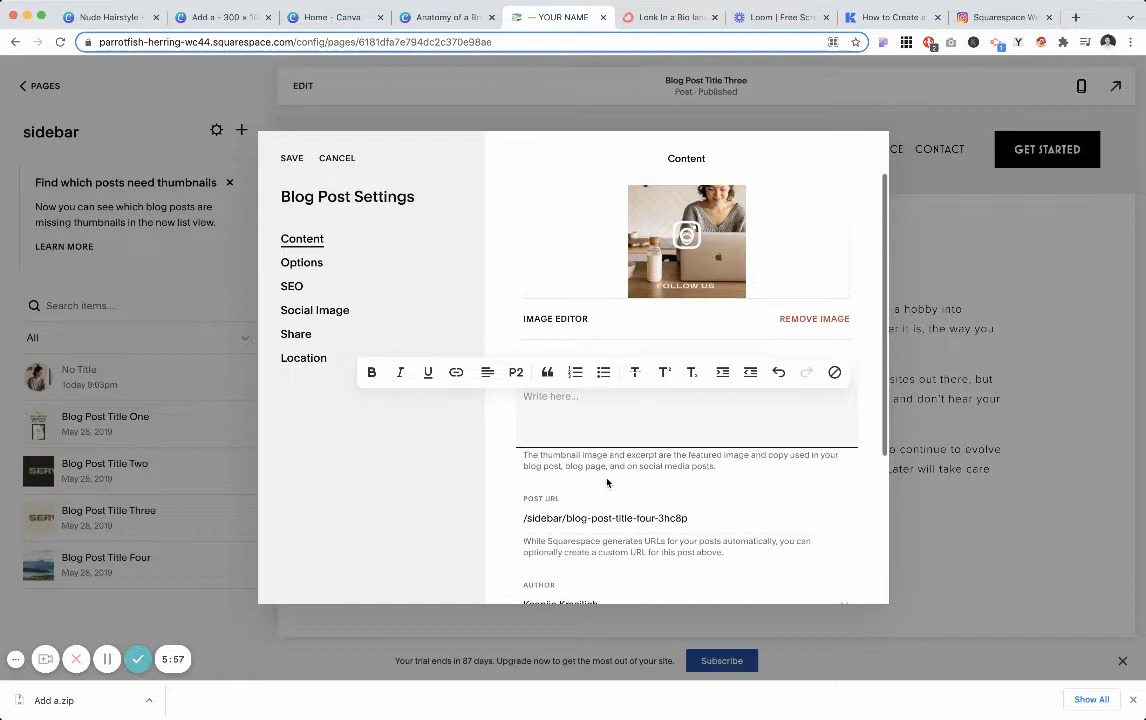 Nude Hairstyle -
Add a - 300 × 10
Home - Canva
Anatomy of a Br
— YOUR NAME
Lonk In a Bio lan
Loom | Free Scr
How to Create a
Squarespace We
parrotfish-herring-wc44.squarespace.com/config/pages/6181dfa7e794dc2c370e98ae
PAGES
EDIT
Blog Post Title Three
Post · Published
sidebar
CE CONTACT
GET STARTED
Find which posts need thumbnails
Now you can see which blog posts are
missing thumbnails in the new list view.
LEARN MORE
Search items...
All
No Title
Today 9:03pm
Blog Post Title One
May 28, 2019
Blog Post Title Two
May 28, 2019
Blog Post Title Three
May 28, 2019
Blog Post Title Four
May 28, 2019
SAVE CANCEL
Blog Post Settings
Content
Options
SEO
Social Image
Share
Location
Content
FOLLOW US
IMAGE EDITOR
REMOVE IMAGE
B I U P2
Write here...
The thumbnail image and excerpt are the featured image and copy used in your
blog post, blog page, and on social media posts.
POST URL
/sidebar/blog-post-title-four-3hc8p
While Squarespace generates URLs for your posts automatically, you can
optionally create a custom URL for this post above.
AUTHOR
a hobby into
er it is, the way you
sites out there, but
and don't hear your
o continue to evolve
Later will take care
5:57
Your trial ends in 87 days. Upgrade now to get the most out of your site.
Subscribe
Add a.zip
Show All